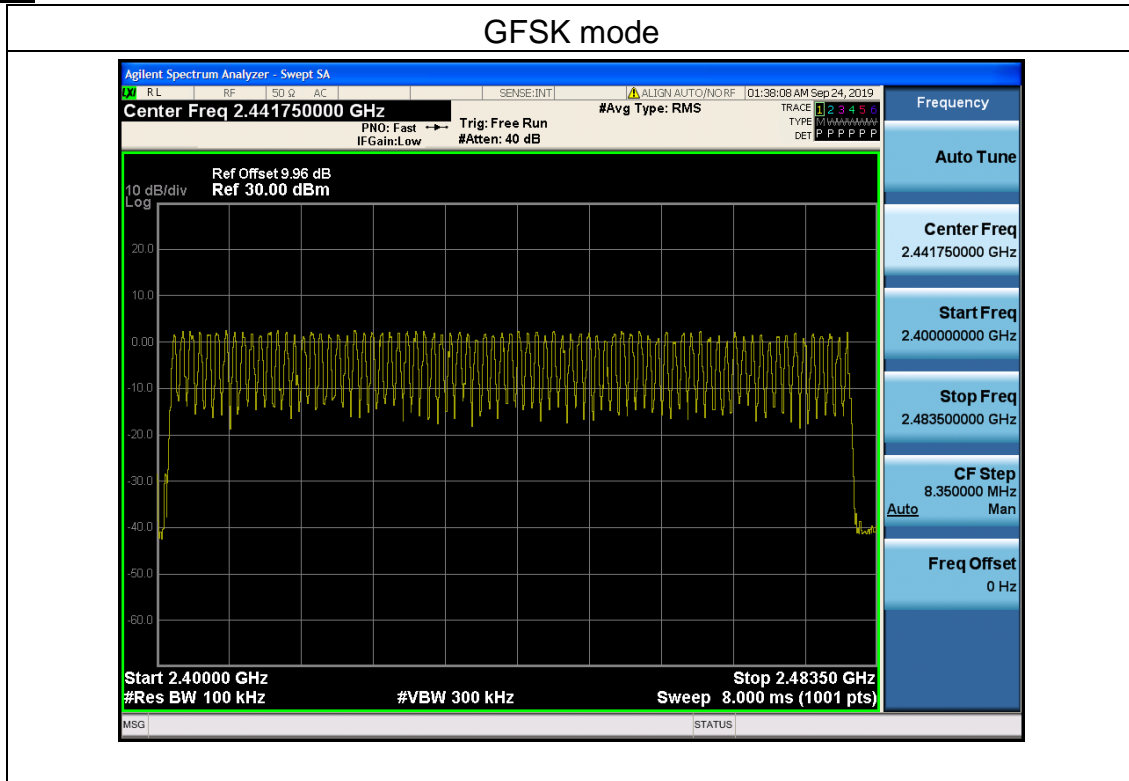 GFSK mode
Agilent Spectrum Analyzer - Swept SA
LXI RL RF 50 Ω AC SENSE:INT ALIGN AUTO/NO RF 01:38:08 AM Sep 24, 2019
Center Freq 2.441750000 GHz
#Avg Type: RMS
TRACE 1 2 3 4 5 6
PNO: Fast
Trig: Free Run
TYPE M WWWWW
IFGain:Low
#Atten: 40 dB
DET P P P P P P
Ref Offset 9.96 dB
10 dB/div Ref 30.00 dBm
Log
20.0
10.0
0.00
-10.0
-20.0
-30.0
-40.0
-50.0
-60.0
Start 2.40000 GHz Stop 2.48350 GHz
#Res BW 100 kHz #VBW 300 kHz Sweep 8.000 ms (1001 pts)
MSG STATUS
Frequency
Auto Tune
Center Freq
2.441750000 GHz
Start Freq
2.400000000 GHz
Stop Freq
2.483500000 GHz
CF Step
8.350000 MHz
Auto Man
Freq Offset
0 Hz